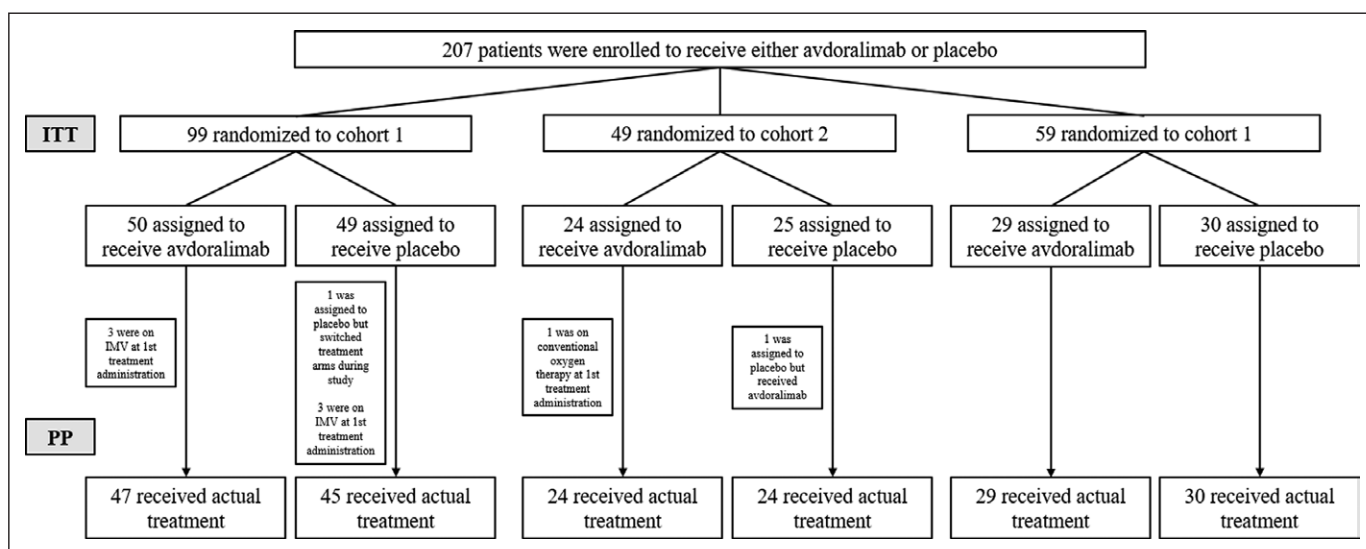 207 patients were enrolled to receive either avdoralimab or placebo
ITT
99 randomized to cohort 1
49 randomized to cohort 2
59 randomized to cohort 1
50 assigned to
receive avdoralimab
49 assigned to
receive placebo
24 assigned to
receive avdoralimab
25 assigned to
receive placebo
29 assigned to
receive avdoralimab
30 assigned to
receive placebo
3 were on
IMV at 1st
treatment
administration
1 was
assigned to
placebo but
switched
treatment
arms during
study
3 were on
IMV at 1st
treatment
administration
1 was on
conventional
oxygen
therapy at 1st
treatment
administration
1 was
assigned to
placebo but
received
avdoralimab
PP
47 received actual
treatment
45 received actual
treatment
24 received actual
treatment
24 received actual
treatment
29 received actual
treatment
30 received actual
treatment